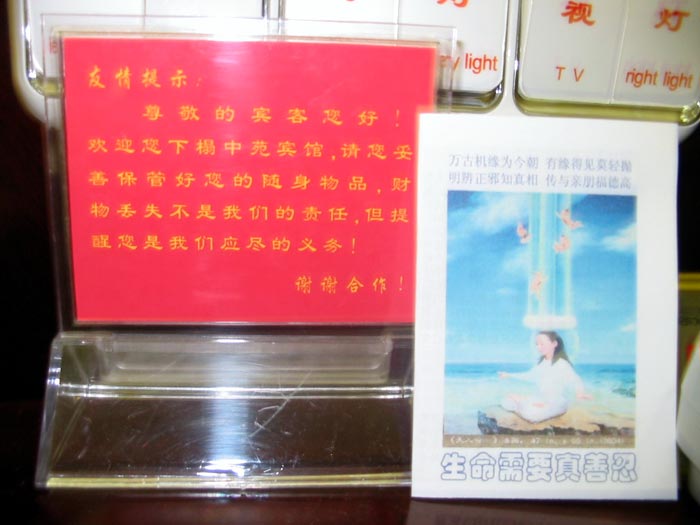 友情提示:
尊敬的宾客您好!
欢迎您下榻中苑宾馆,请您妥
善保管好您的随身物品,财
物丢失不是我们的责任,但提
醒您是我们应尽的义务!
谢谢合作!
light
视
TV
灯
right light
万古机缘为今朝 有缘得见莫轻抛
明辨正邪知真相 传与亲朋福德高
生命需要真善忍